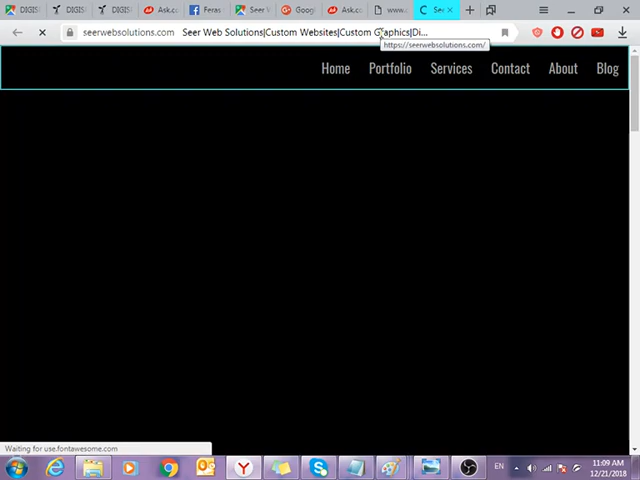 DIGIS
DIGIS
DIGIS
Ask.co
Feras
Seer W
Goog
Ask.co
www.
See
seerwebsolutions.com Seer Web Solutions|Custom Websites|Custom Graphics|Di...
https://seerwebsolutions.com/
Home Portfolio Services Contact About Blog
Waiting for use.fontawesome.com
EN
11:09 AM
12/21/2018